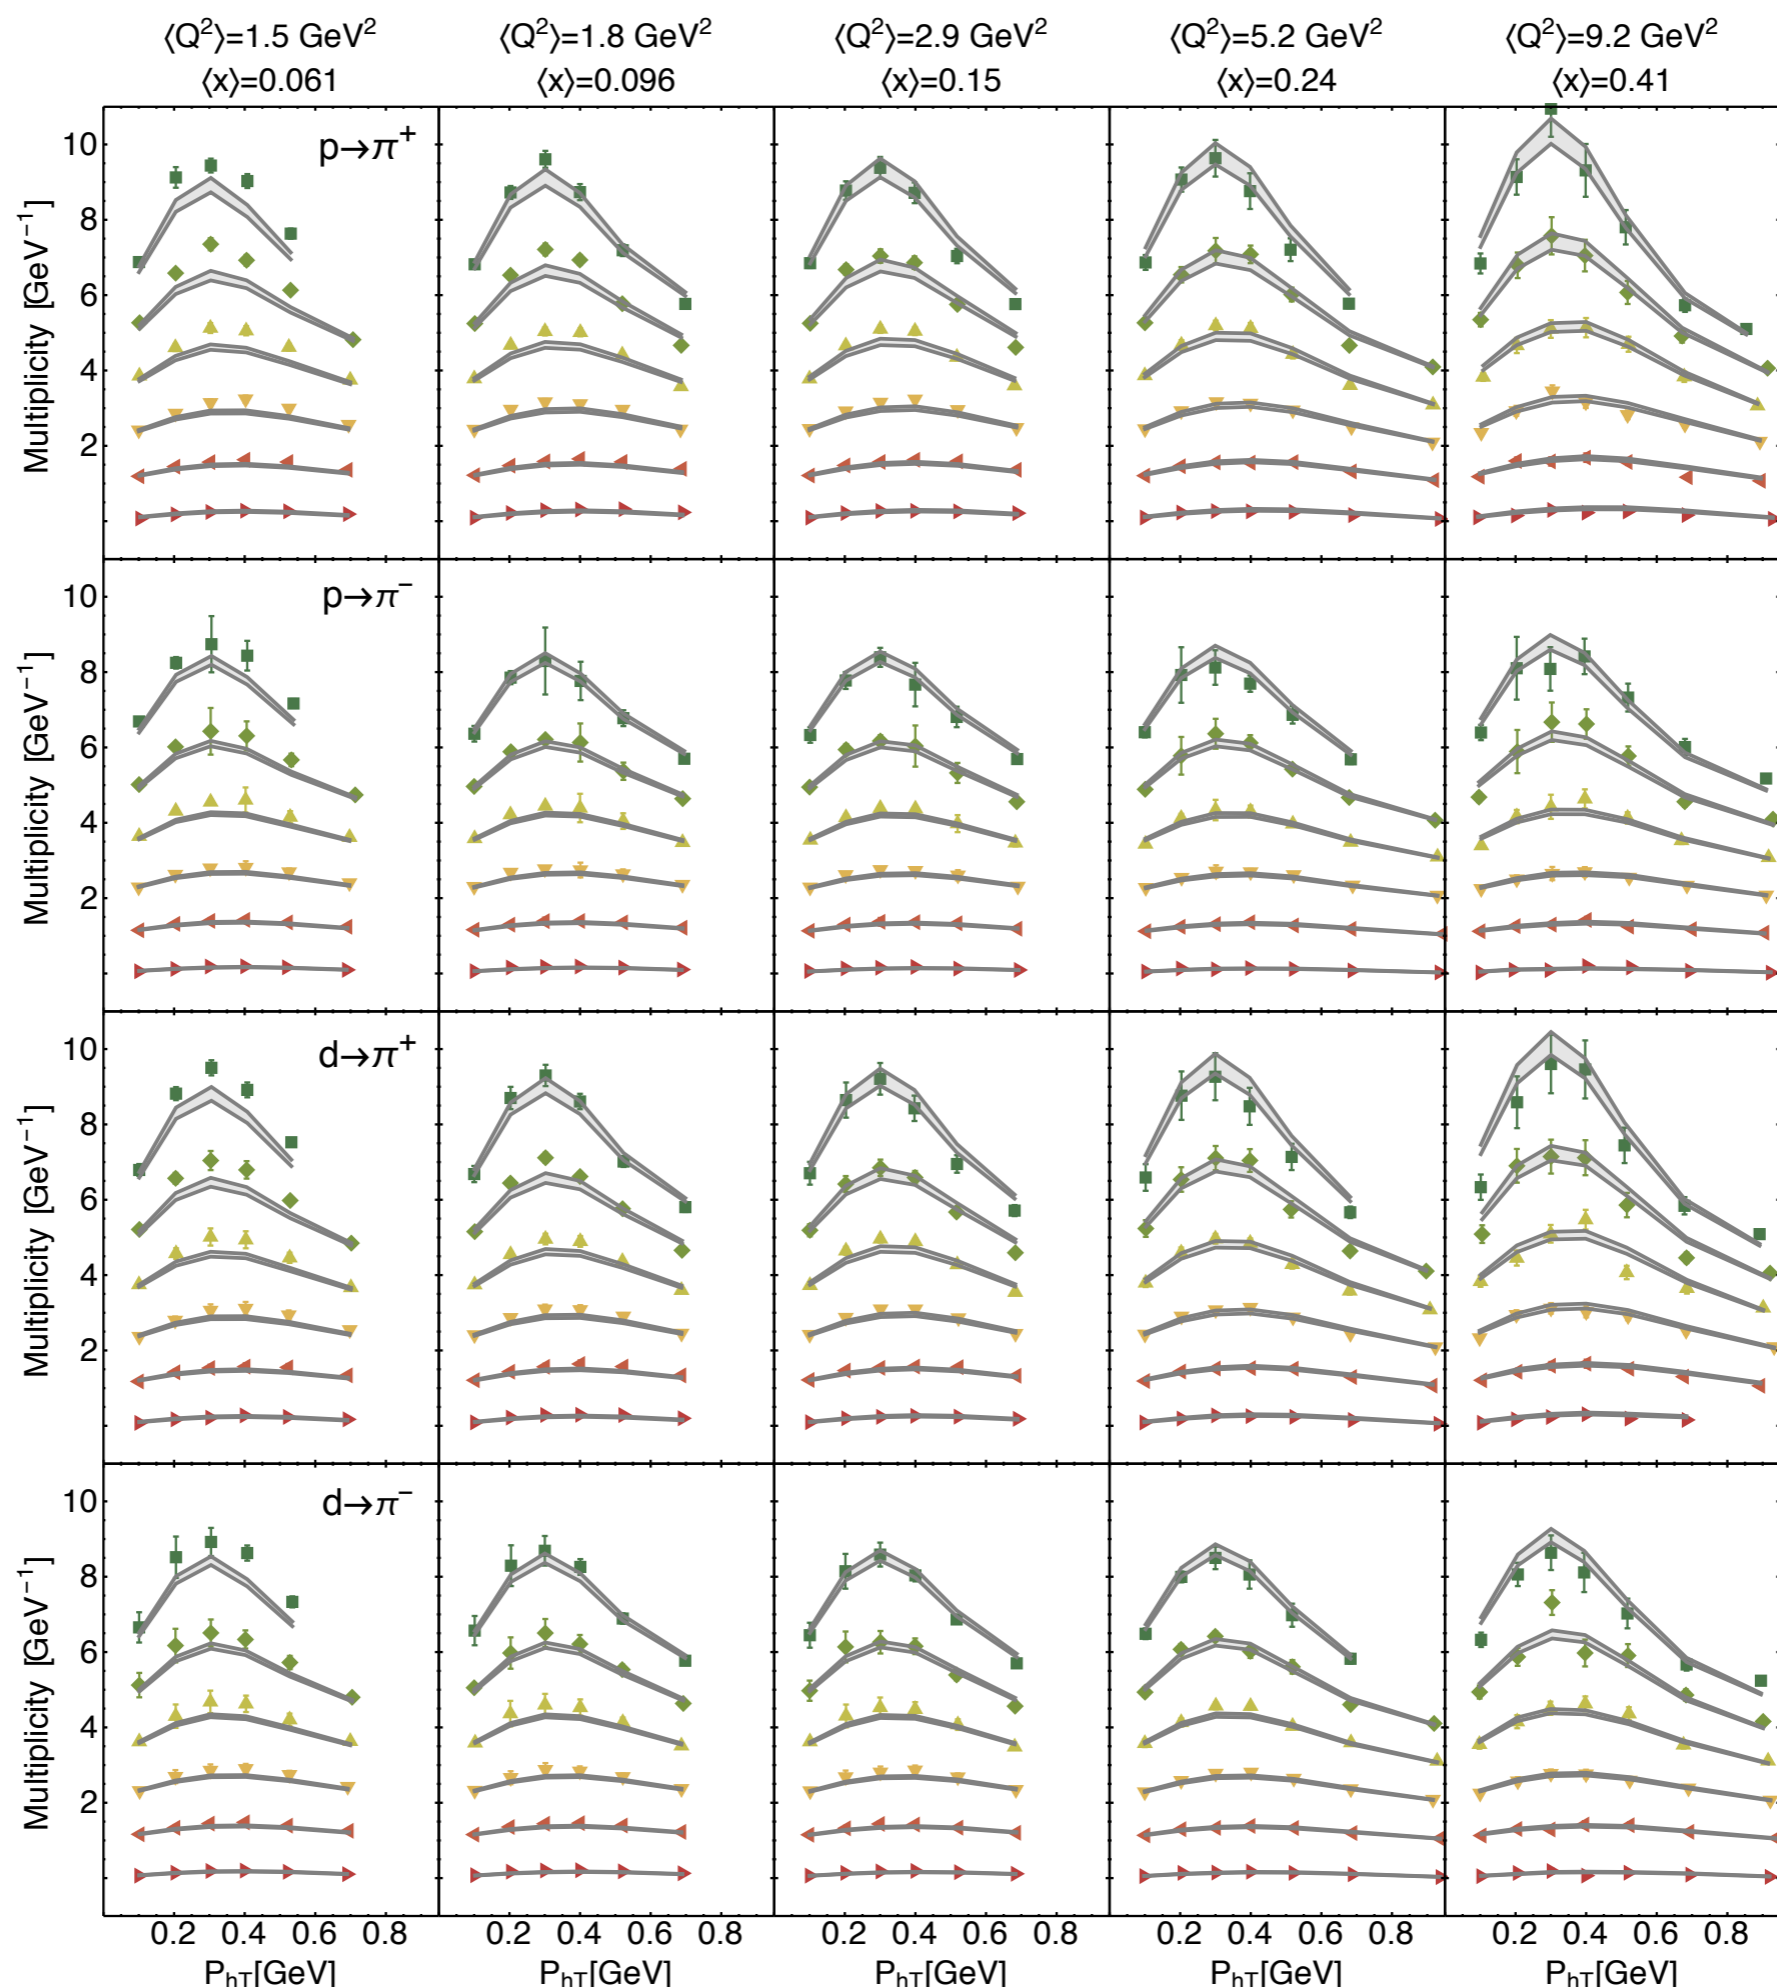 ⟨Q²⟩=1.5 GeV² ⟨Q²⟩=1.8 GeV² ⟨Q²⟩=2.9 GeV² ⟨Q²⟩=5.2 GeV² ⟨Q²⟩=9.2 GeV²
⟨x⟩=0.061 ⟨x⟩=0.096 ⟨x⟩=0.15 ⟨x⟩=0.24 ⟨x⟩=0.41
Multiplicity [GeV⁻¹]
10
8
6
4
2
p→π⁺
Multiplicity [GeV⁻¹]
10
8
6
4
2
p→π⁻
Multiplicity [GeV⁻¹]
10
8
6
4
2
d→π⁺
Multiplicity [GeV⁻¹]
10
8
6
4
2
d→π⁻
0.2 0.4 0.6 0.8 0.2 0.4 0.6 0.8 0.2 0.4 0.6 0.8 0.2 0.4 0.6 0.8 0.2 0.4 0.6 0.8
P_hT[GeV] P_hT[GeV] P_hT[GeV] P_hT[GeV] P_hT[GeV]